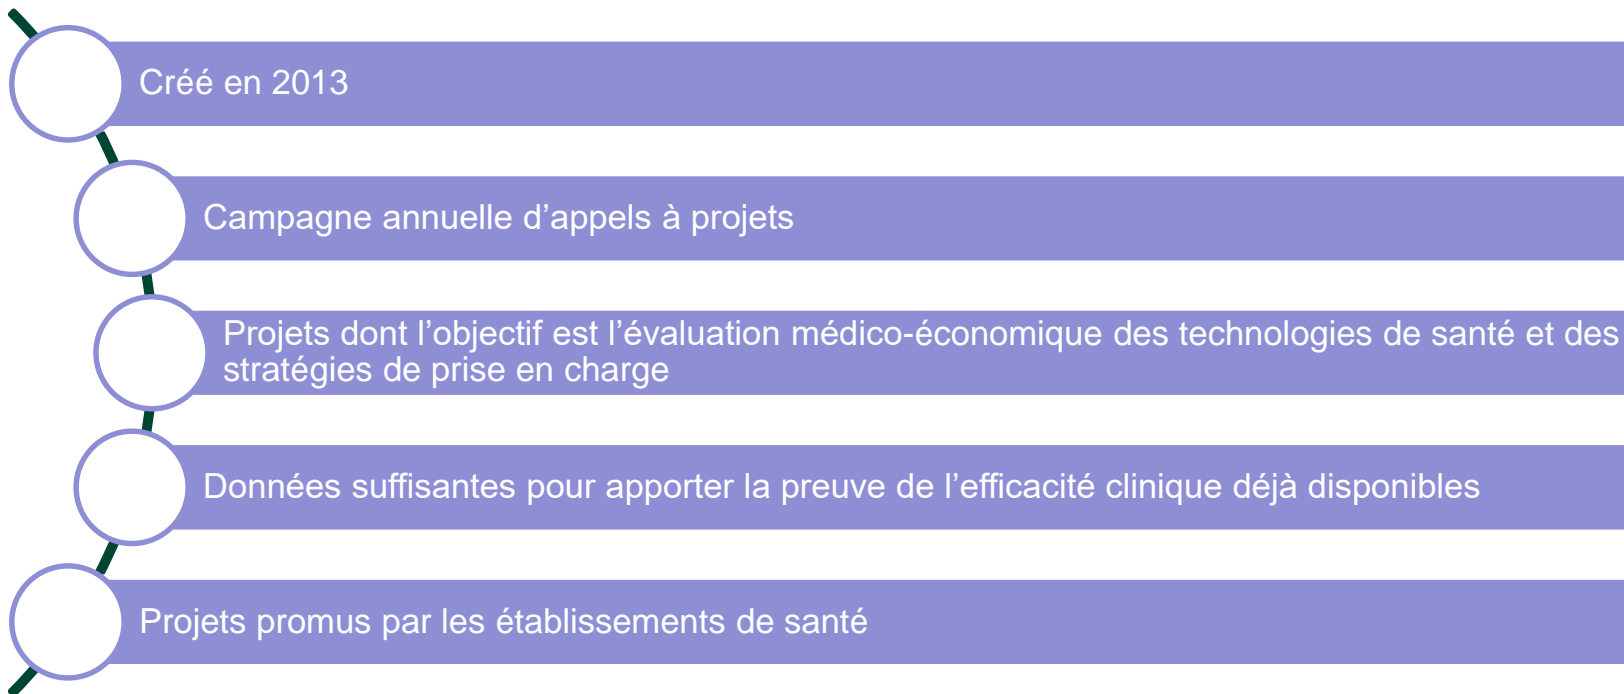 Créé en 2013
Campagne annuelle d’appels à projets
Projets dont l’objectif est l’évaluation médico-économique des technologies de santé et des
stratégies de prise en charge
Données suffisantes pour apporter la preuve de l’efficacité clinique déjà disponibles
Projets promus par les établissements de santé